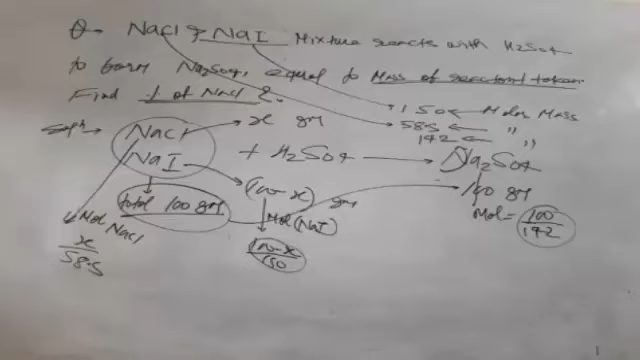 Q→ NaCl & NaI Mixture reacts with H2SO4
to form Na2SO4, equal to Mass of reactant taken
Find % of NaCl ?
150 ← Molar Mass
58.5 ← "
142 ← "
Solⁿ→ NaCl → x gm
NaI + H2SO4 → Na2SO4
total 100 gm
(100-x) gm
100 gm
Mol NaCl
x/58.5
Mol (NaI)
100-x/150
Mol = 100/142